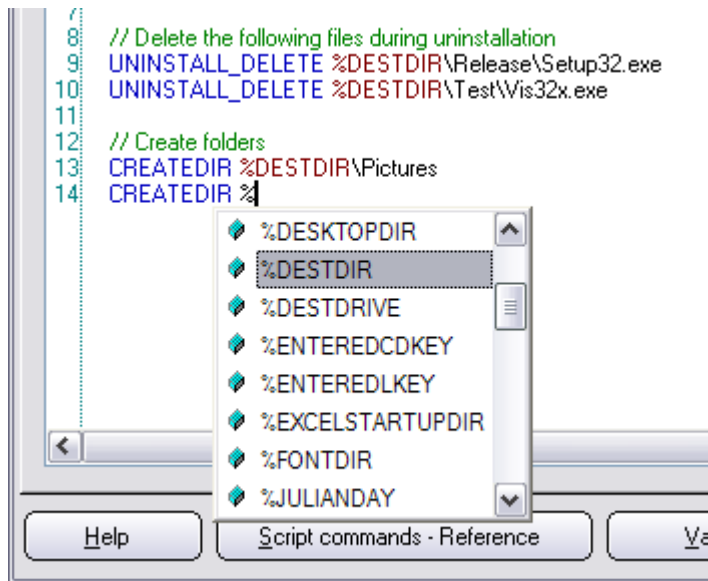 7
8 // Delete the following files during uninstallation
9 UNINSTALL_DELETE %DESTDIR\Release\Setup32.exe
10 UNINSTALL_DELETE %DESTDIR\Test\Vis32x.exe
11
12 // Create folders
13 CREATEDIR %DESTDIR\Pictures
14 CREATEDIR %
%DESKTOPDIR
%DESTDIR
%DESTDRIVE
%ENTEREDCDKEY
%ENTEREDLKEY
%EXCELSTARTUPDIR
%FONTDIR
%JULIANDAY
Help
Script commands - Reference
Va